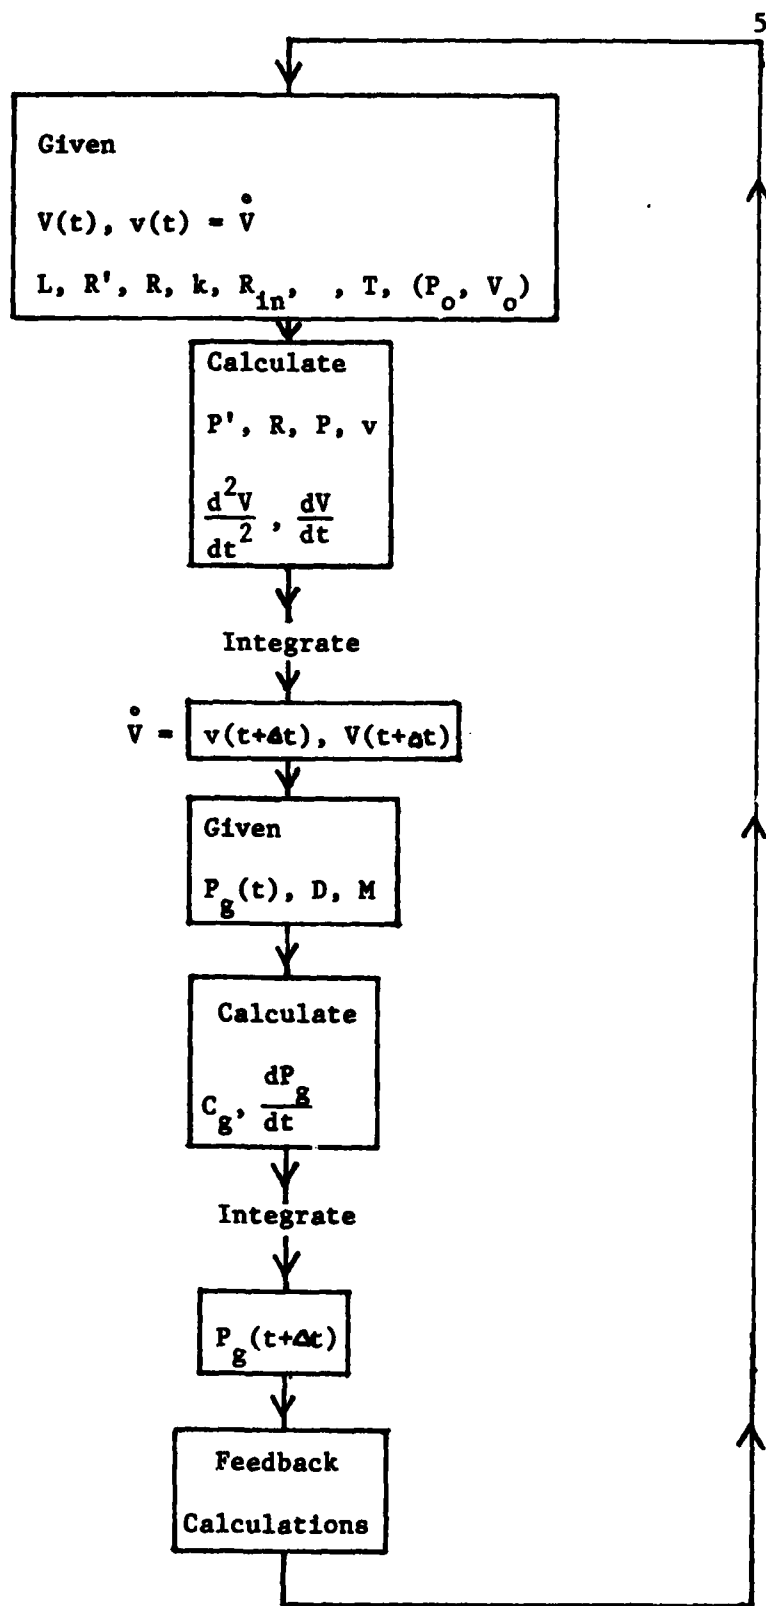 5
Given
V(t), v(t) = V̊
L, R', R, k, R_in, , T, (P_o, V_o)
Calculate
P', R, P, v
d²V/dt², dV/dt
Integrate
V̊ = v(t+Δt), V(t+Δt)
Given
P_g(t), D, M
Calculate
C_g, dP_g/dt
Integrate
P_g(t+Δt)
Feedback
Calculations